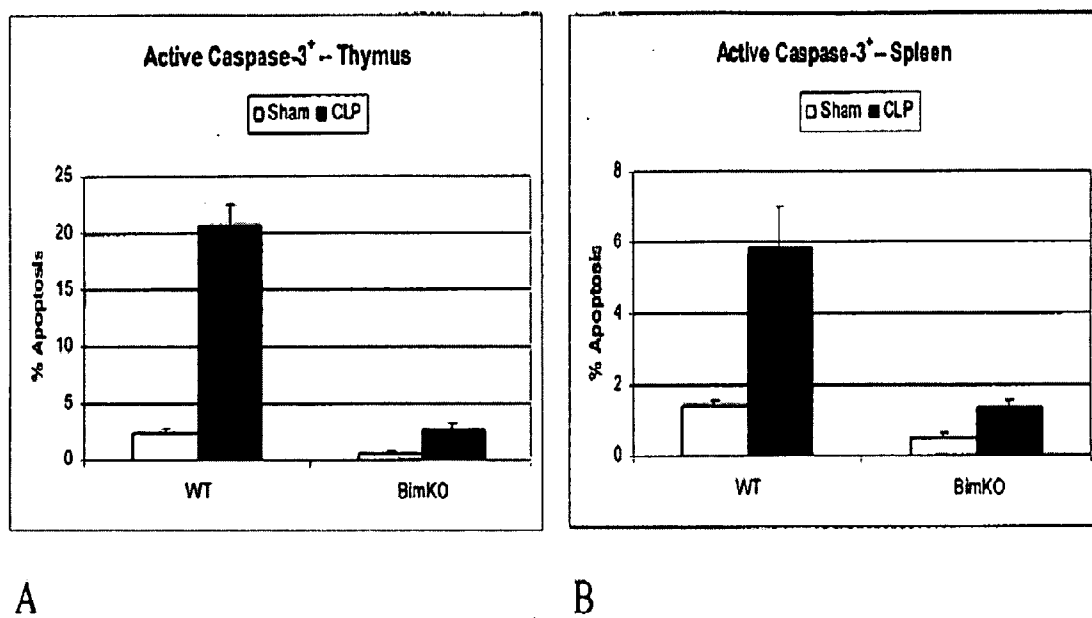 Active Caspase-3+ -- Thymus
Sham CLP
25
20
15
10
5
0
% Apoptosis
WT BimKO
A
Active Caspase-3+ – Spleen
Sham CLP
8
6
4
2
0
% Apoptosis
WT BimKO
B